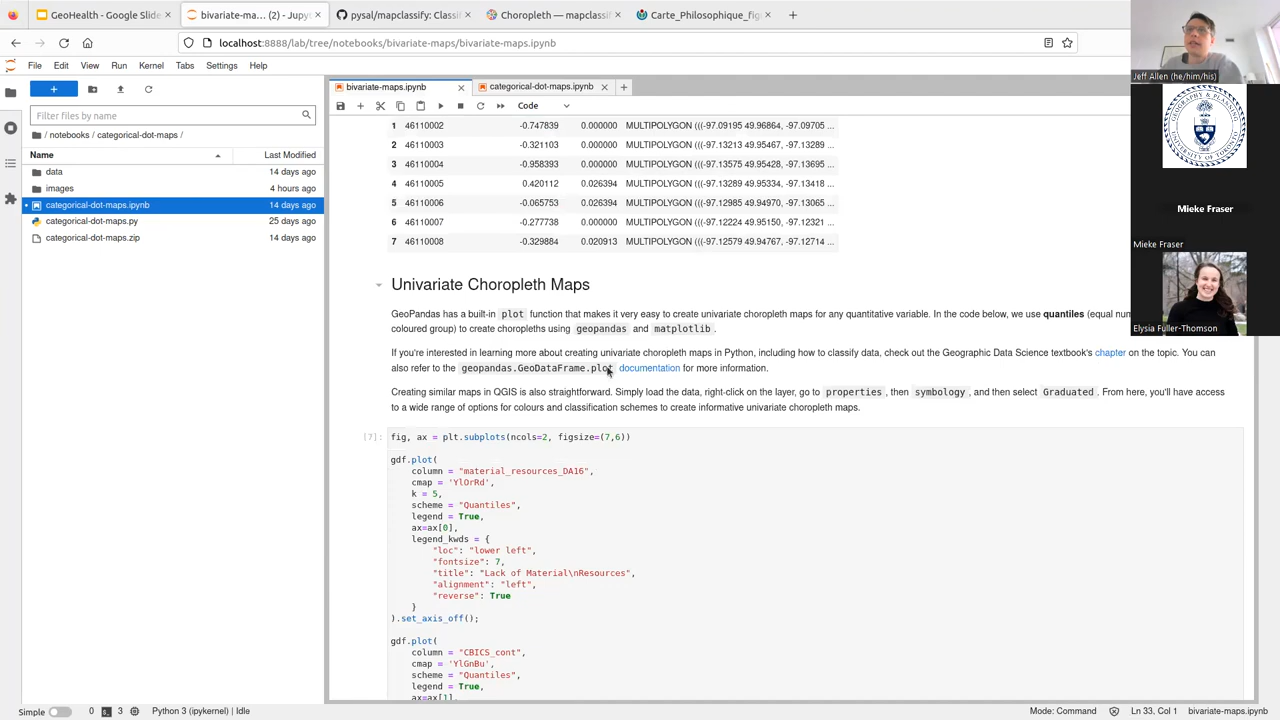 GeoHealth - Google Slide
bivariate-ma... (2) - Jupy
pysal/mapclassify: Classi
Choropleth — mapclassif
Carte_Philosophique_fi
localhost:8888/lab/tree/notebooks/bivariate-maps/bivariate-maps.ipynb
File Edit View Run Kernel Tabs Settings Help
Jeff Allen (he/him/his)
bivariate-maps.ipynb
categorical-dot-maps.ipynb
Filter files by name
Code
/ notebooks / categorical-dot-maps /
Name Last Modified
data 14 days ago
images 4 hours ago
categorical-dot-maps.ipynb 14 days ago
categorical-dot-maps.py 25 days ago
categorical-dot-maps.zip 14 days ago
1 46110002 -0.747839 0.000000 MULTIPOLYGON (((-97.09195 49.96864, -97.09705 ...
2 46110003 -0.321103 0.000000 MULTIPOLYGON (((-97.13213 49.95467, -97.13289 ...
3 46110004 -0.958393 0.000000 MULTIPOLYGON (((-97.13575 49.95428, -97.13695 ...
4 46110005 0.420112 0.026394 MULTIPOLYGON (((-97.13289 49.95334, -97.13418 ...
5 46110006 -0.065753 0.026394 MULTIPOLYGON (((-97.12985 49.94970, -97.13065 ...
6 46110007 -0.277738 0.000000 MULTIPOLYGON (((-97.12224 49.95150, -97.12321 ...
7 46110008 -0.329884 0.020913 MULTIPOLYGON (((-97.12579 49.94767, -97.12714 ...
Univariate Choropleth Maps
GeoPandas has a built-in plot function that makes it very easy to create univariate choropleth maps for any quantitative variable. In the code below, we use quantiles (equal num
coloured group) to create choropleths using geopandas and matplotlib .
If you're interested in learning more about creating univariate choropleth maps in Python, including how to classify data, check out the Geographic Data Science textbook's chapter on the topic. You can
also refer to the geopandas.GeoDataFrame.plot documentation for more information.
Creating similar maps in QGIS is also straightforward. Simply load the data, right-click on the layer, go to properties , then symbology , and then select Graduated . From here, you'll have access
to a wide range of options for colours and classification schemes to create informative univariate choropleth maps.
[7]: fig, ax = plt.subplots(ncols=2, figsize=(7,6))
gdf.plot(
column = "material_resources_DA16",
cmap = 'YlOrRd',
k = 5,
scheme = "Quantiles",
legend = True,
ax=ax[0],
legend_kwds = {
"loc": "lower left",
"fontsize": 7,
"title": "Lack of Material\nResources",
"alignment": "left",
"reverse": True
}
).set_axis_off();
gdf.plot(
column = "CBICS_cont",
cmap = 'YlGnBu',
scheme = "Quantiles",
legend = True,
ax=ax[1],
Mieke Fraser
Mieke Fraser
Elysia Fuller-Thomson
Simple 0 3 Python 3 (ipykernel) | Idle Mode: Command Ln 33, Col 1 bivariate-maps.ipynb